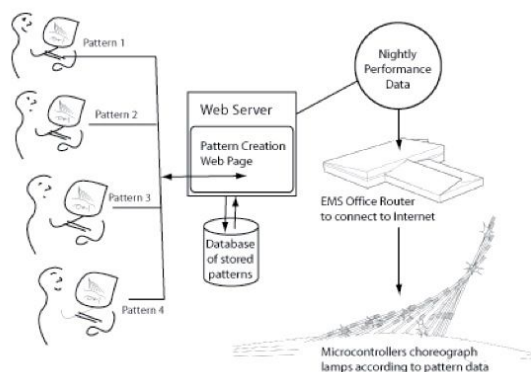 Pattern 1
Pattern 2
Pattern 3
Pattern 4
Web Server
Pattern Creation
Web Page
Database
of stored
patterns
Nightly
Performance
Data
EMS Office Router
to connect to Internet
Microcontrollers choreograph
lamps according to pattern data